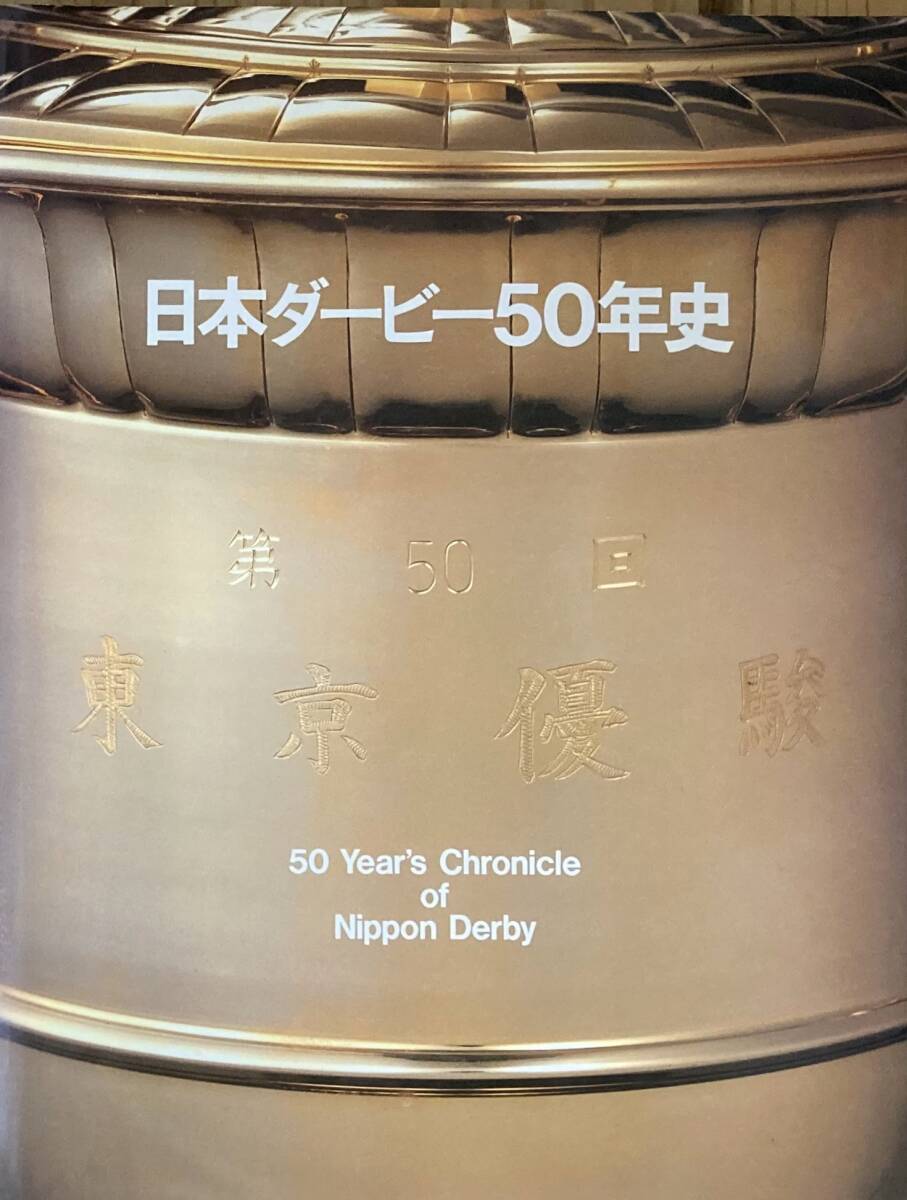 日本ダービー50年史
第 50 回
東京優駿
50 Year's Chronicle
of
Nippon Derby